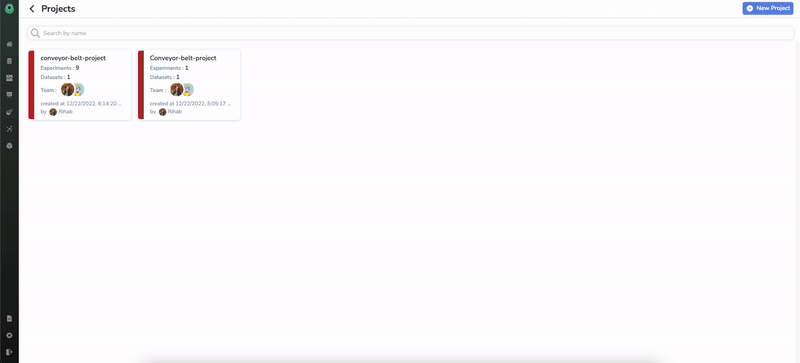 Projects
New Project
Search by name
conveyor-belt-project
Experiments : 9
Datasets : 1
Team :
created at 12/22/2022, 6:14:20 ...
by Rihab
Conveyor-belt-project
Experiments : 1
Datasets : 1
Team :
created at 12/22/2022, 5:05:17 ...
by Rihab